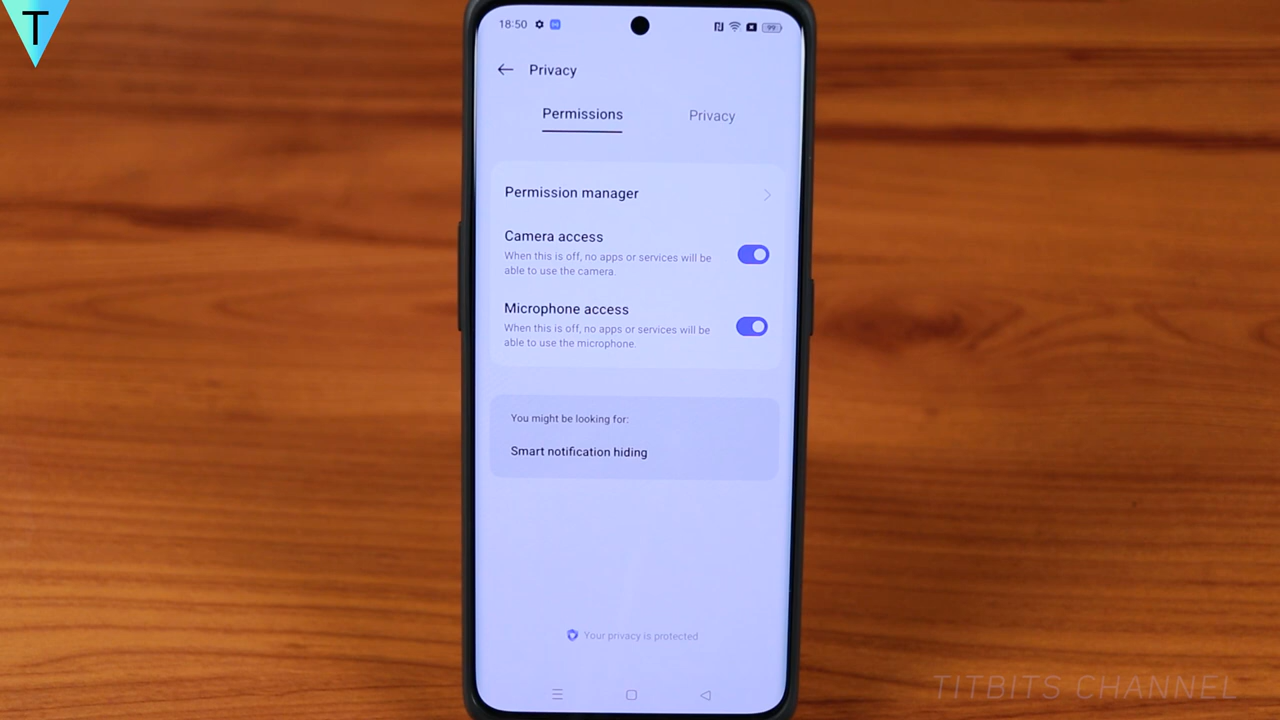 T
18:50
99
Privacy
Permissions Privacy
Permission manager
Camera access
When this is off, no apps or services will be
able to use the camera.
Microphone access
When this is off, no apps or services will be
able to use the microphone.
You might be looking for:
Smart notification hiding
Your privacy is protected
TITBITS CHANNEL